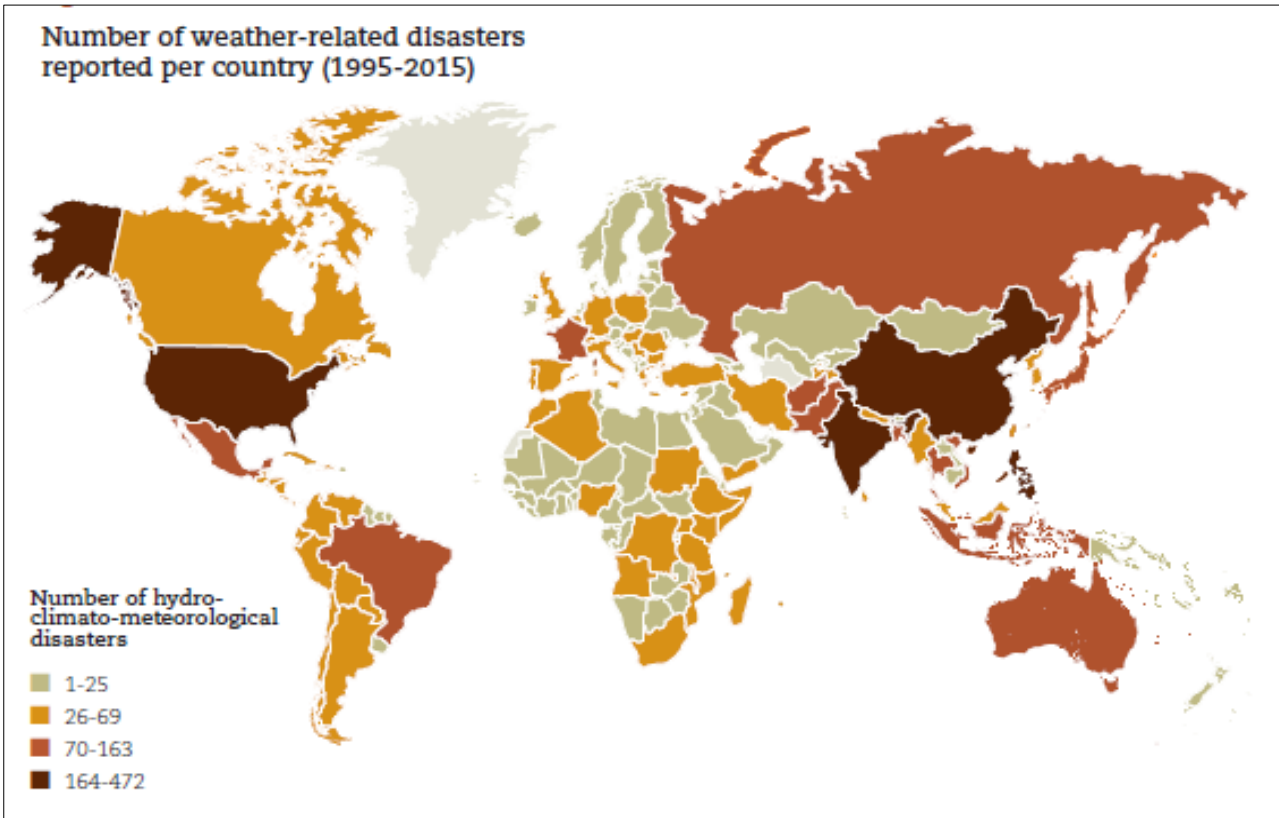 Number of weather-related disasters
reported per country (1995-2015)
Number of hydro-
climato-meteorological
disasters
1-25
26-69
70-163
164-472